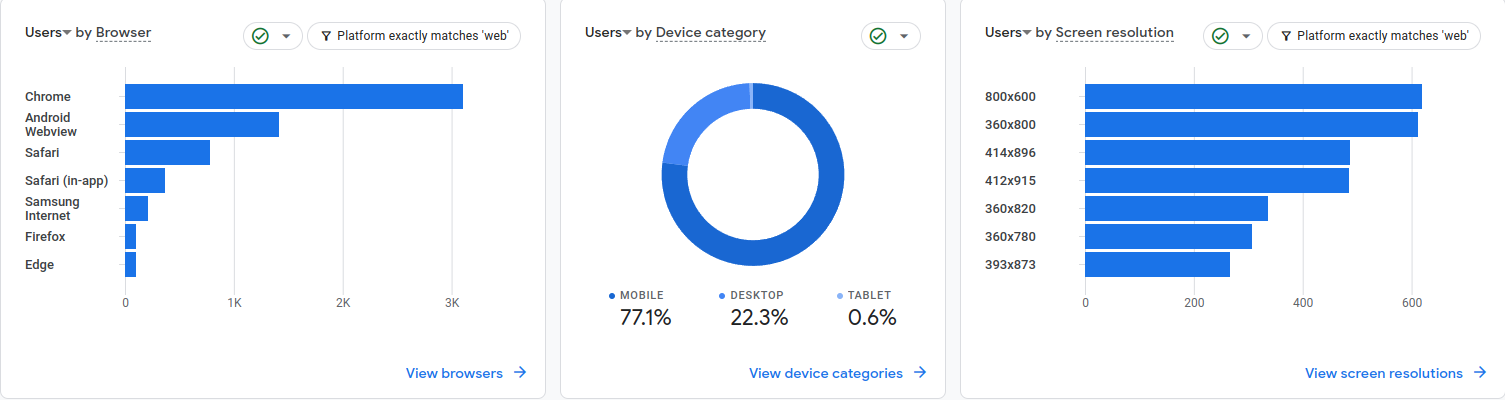 Users by Browser
Platform exactly matches 'web'
Chrome
Android
Webview
Safari
Safari (in-app)
Samsung
Internet
Firefox
Edge
0 1K 2K 3K
View browsers
Users by Device category
MOBILE DESKTOP TABLET
77.1% 22.3% 0.6%
View device categories
Users by Screen resolution
Platform exactly matches 'web'
800x600
360x800
414x896
412x915
360x820
360x780
393x873
0 200 400 600
View screen resolutions